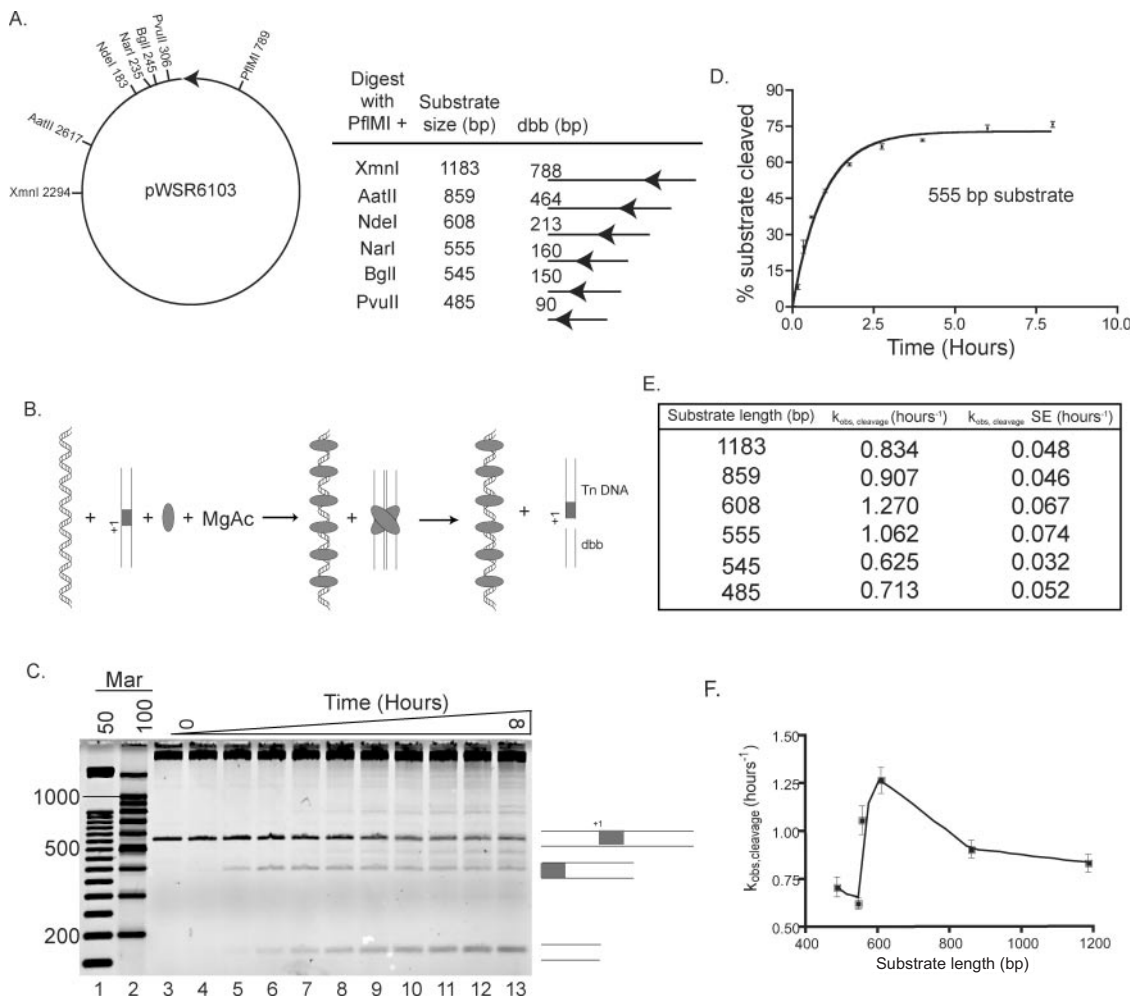 A.
PvuII 306
BglI 245
NarI 235
NdeI 183
PflMI 789
AatII 2617
XmnI 2294
pWSR6103
Digest with PflMI +
Substrate size (bp)
dbb (bp)
XmnI 1183 788
AatII 859 464
NdeI 608 213
NarI 555 160
BglI 545 150
PvuII 485 90
D.
% substrate cleaved
90
75
60
45
30
15
0
555 bp substrate
0.0 2.5 5.0 7.5 10.0
Time (Hours)
B.
+ +1 + + MgAc + + +1 Tn DNA
dbb
E.
Substrate length (bp) kobs, cleavage (hours-1) kobs, cleavage SE (hours-1)
1183 0.834 0.048
859 0.907 0.046
608 1.270 0.067
555 1.062 0.074
545 0.625 0.032
485 0.713 0.052
C.
Mar
50 100
Time (Hours)
0 8
1000
500
200
+1
1 2 3 4 5 6 7 8 9 10 11 12 13
F.
kobs,cleavage (hours-1)
1.50
1.25
1.00
0.75
0.50
400 600 800 1000 1200
Substrate length (bp)